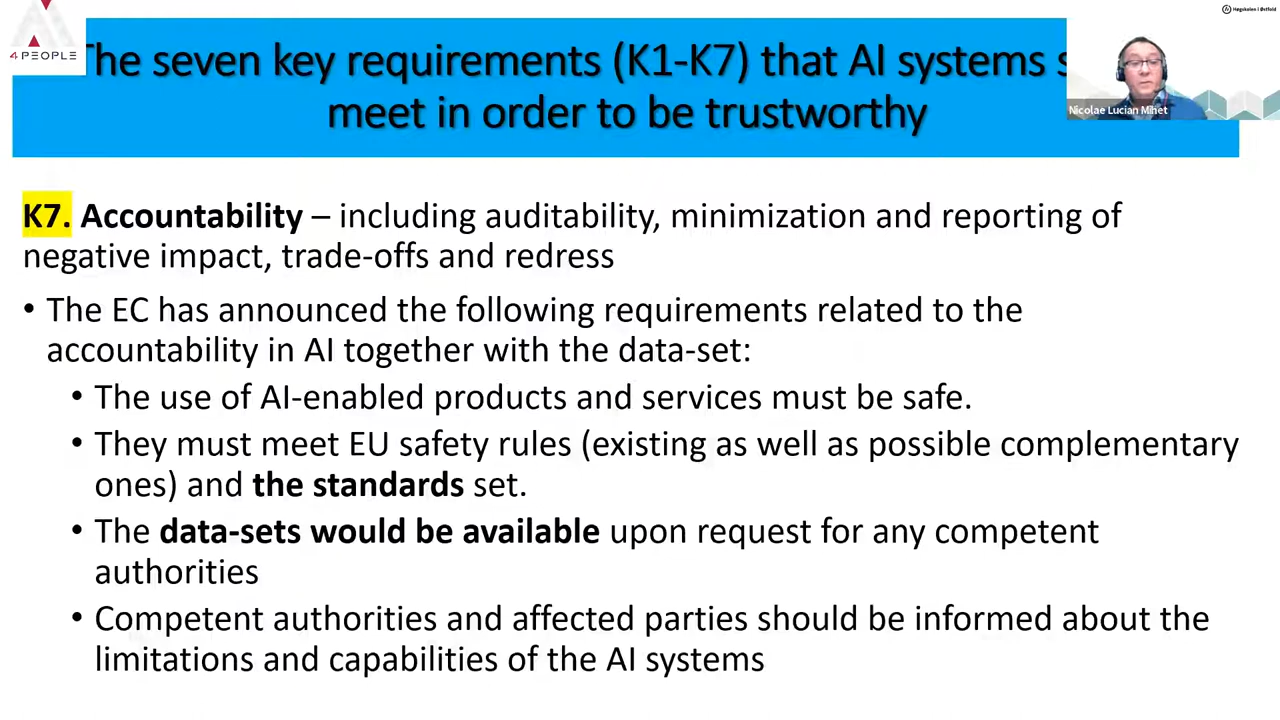 4PEOPLE
Høgskolen i Østfold
The seven key requirements (K1-K7) that AI systems s
meet in order to be trustworthy
Nicolae Lucian Mihet
K7. Accountability – including auditability, minimization and reporting of
negative impact, trade-offs and redress
• The EC has announced the following requirements related to the
accountability in AI together with the data-set:
• The use of AI-enabled products and services must be safe.
• They must meet EU safety rules (existing as well as possible complementary
ones) and the standards set.
• The data-sets would be available upon request for any competent
authorities
• Competent authorities and affected parties should be informed about the
limitations and capabilities of the AI systems